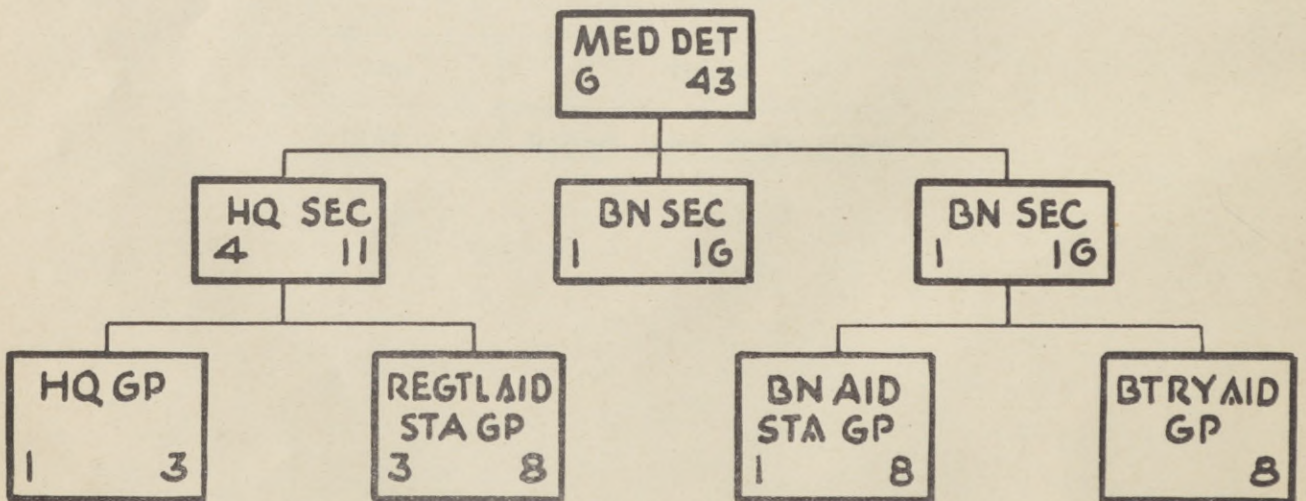 MED DET
6 43
HQ SEC
4 11
BN SEC
1 16
BN SEC
1 16
HQ GP
1 3
REGTL AID
STA GP
3 8
BN AID
STA GP
1 8
BTRY AID
GP
8